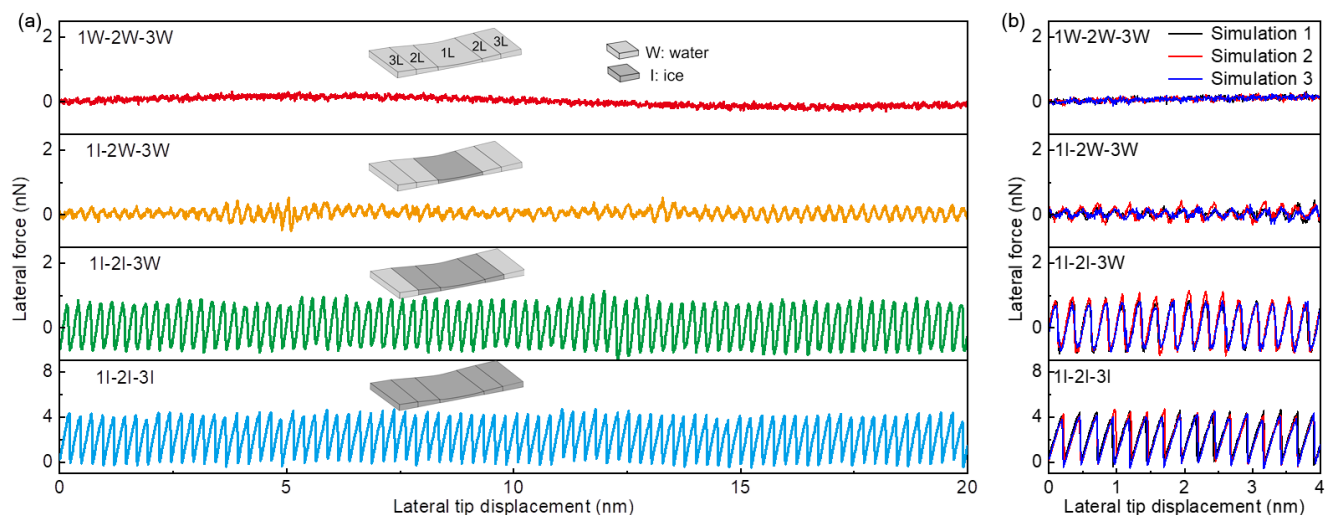 (a)
2
1W-2W-3W
3L 2L 1L 2L 3L
W: water
I: ice
0
2
1I-2W-3W
0
2
1I-2I-3W
0
8
1I-2I-3I
4
0
Lateral force (nN)
0 5 10 15 20
Lateral tip displacement (nm)
(b)
2
1W-2W-3W
Simulation 1
Simulation 2
Simulation 3
0
2
1I-2W-3W
0
2
1I-2I-3W
0
8
1I-2I-3I
4
0
Lateral force (nN)
0 1 2 3 4
Lateral tip displacement (nm)